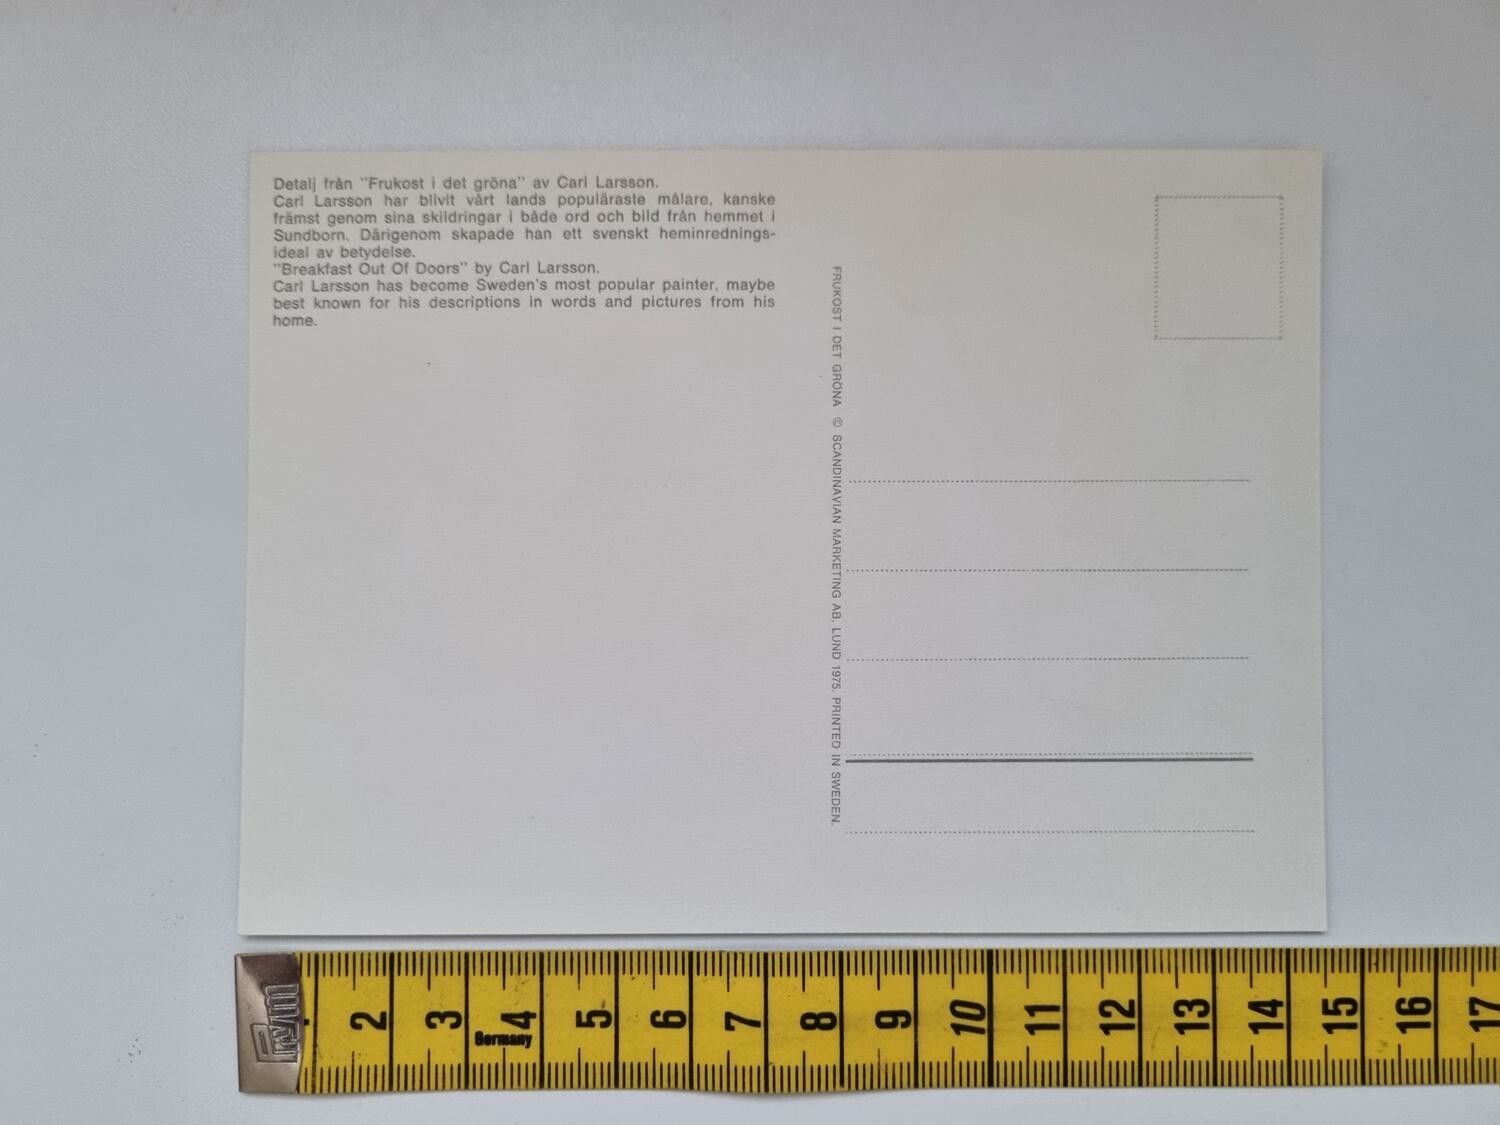 Detalj från "Frukost i det gröna" av Carl Larsson.
Carl Larsson har blivit vårt lands populäraste målare, kanske
främst genom sina skildringar i både ord och bild från hemmet i
Sundborn. Därigenom skapade han ett svenskt heminrednings-
ideal av betydelse.
"Breakfast Out Of Doors" by Carl Larsson.
Carl Larsson has become Sweden's most popular painter, maybe
best known for his descriptions in words and pictures from his
home.
FRUKOST I DET GRÖNA © SCANDINAVIAN MARKETING AB, LUND 1975. PRINTED IN SWEDEN.
Prym 2 3 4 5 6 7 8 9 10 11 12 13 14 15 16 17
Germany